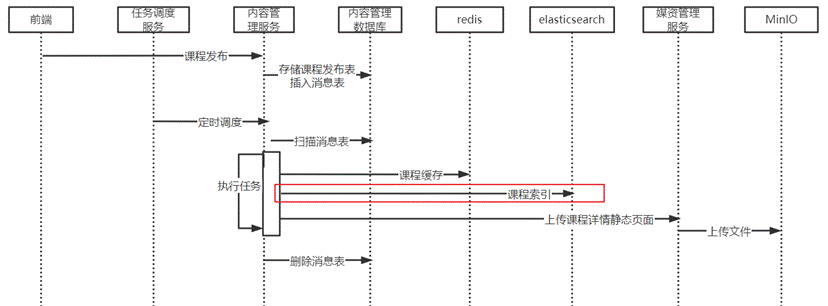 前端
任务调度
服务
内容管
理服务
内容管理
数据库
redis
elasticsearch
媒资管理
服务
MinIO
课程发布
存储课程发布表
插入消息表
定时调度
扫描消息表
执行任务
课程缓存
课程索引
上传课程详情静态页面
上传文件
删除消息表